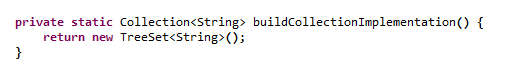 private static Collection<String> buildCollectionImplementation() {
    return new TreeSet<String>();
}